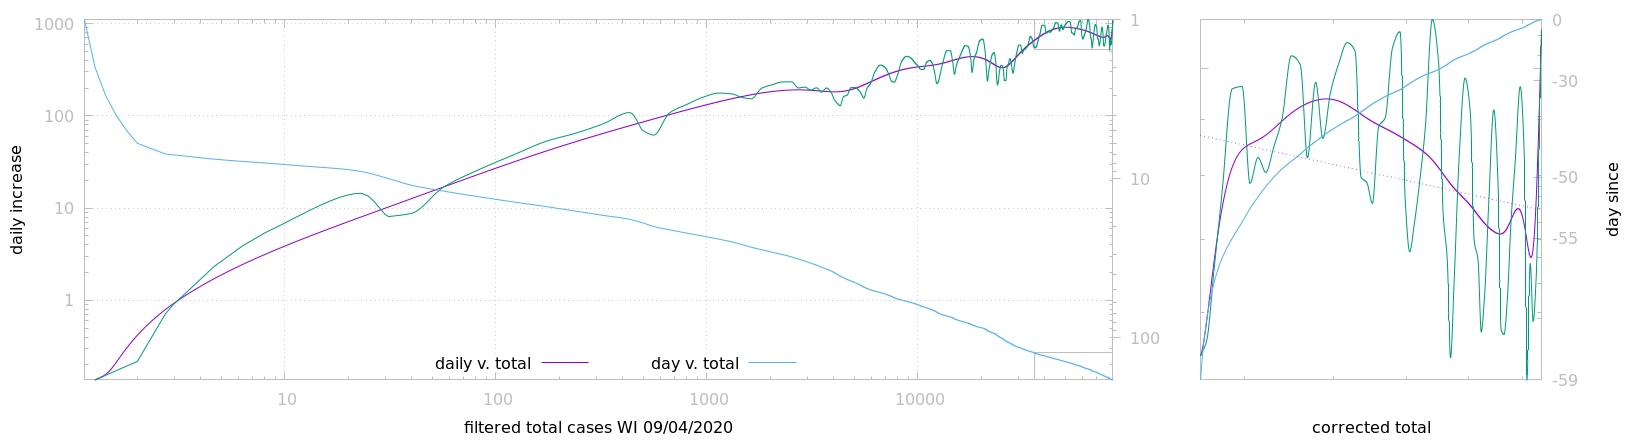 1000
100
10
1
daily increase
daily v. total
day v. total
10
100
1000
10000
filtered total cases WI 09/04/2020
1
10
100
0
-30
-50
-55
-59
day since
corrected total